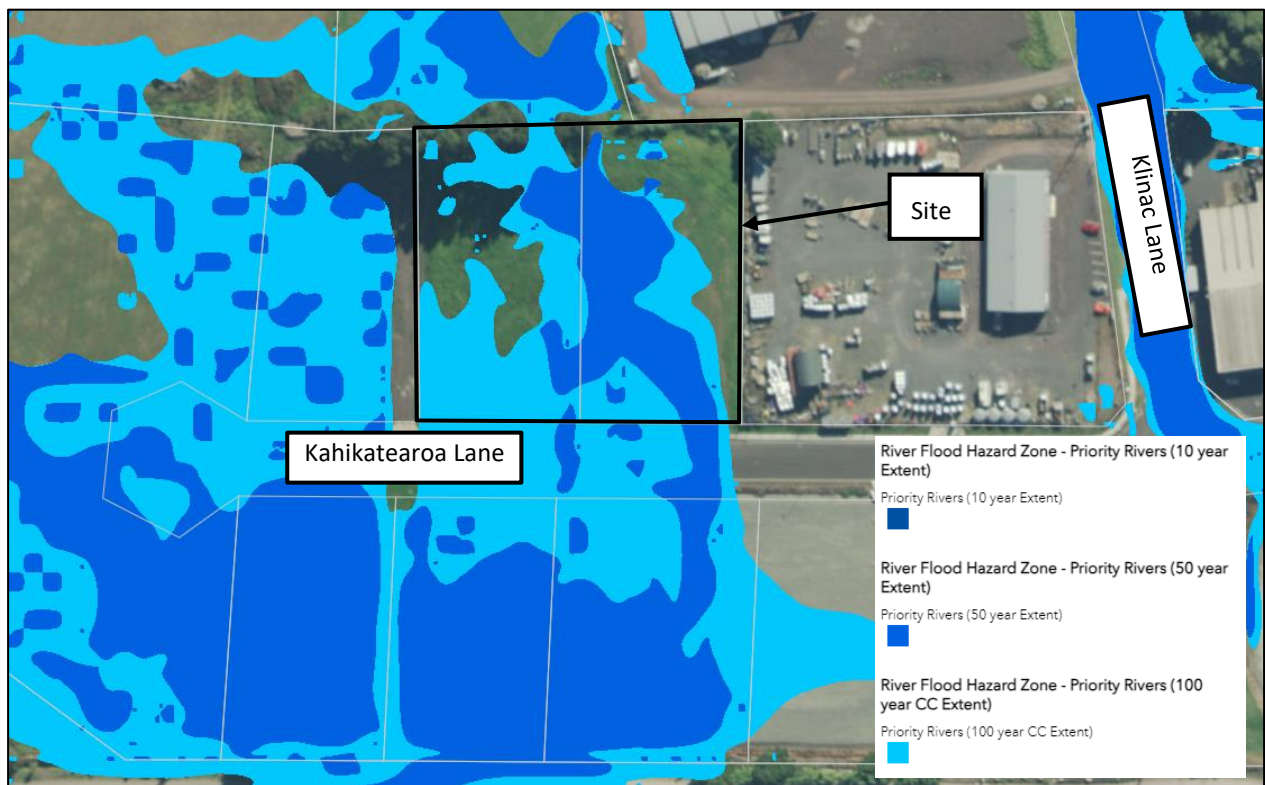 Klinac Lane
Site
Kahikatearoa Lane
River Flood Hazard Zone - Priority Rivers (10 year
Extent)
Priority Rivers (10 year Extent)
River Flood Hazard Zone - Priority Rivers (50 year
Extent)
Priority Rivers (50 year Extent)
River Flood Hazard Zone - Priority Rivers (100
year CC Extent)
Priority Rivers (100 year CC Extent)